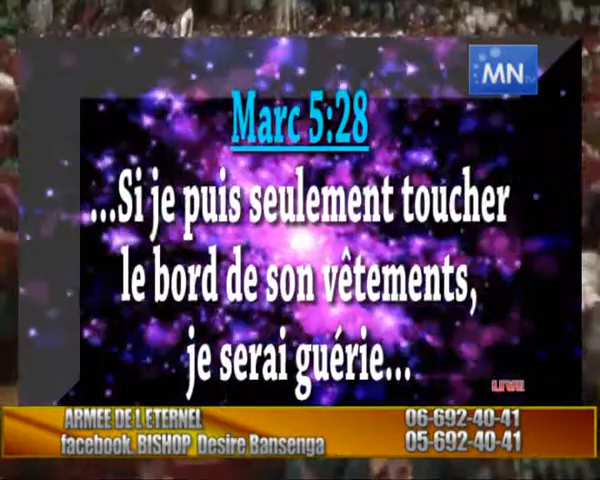 MN
Marc 5:28
...Si je puis seulement toucher
le bord de son vêtements,
je serai guérie...
LIVE
ARMEE DE L ETERNEL 06-692-40-41
facebook. BISHOP Desire Bansenga 05-692-40-41